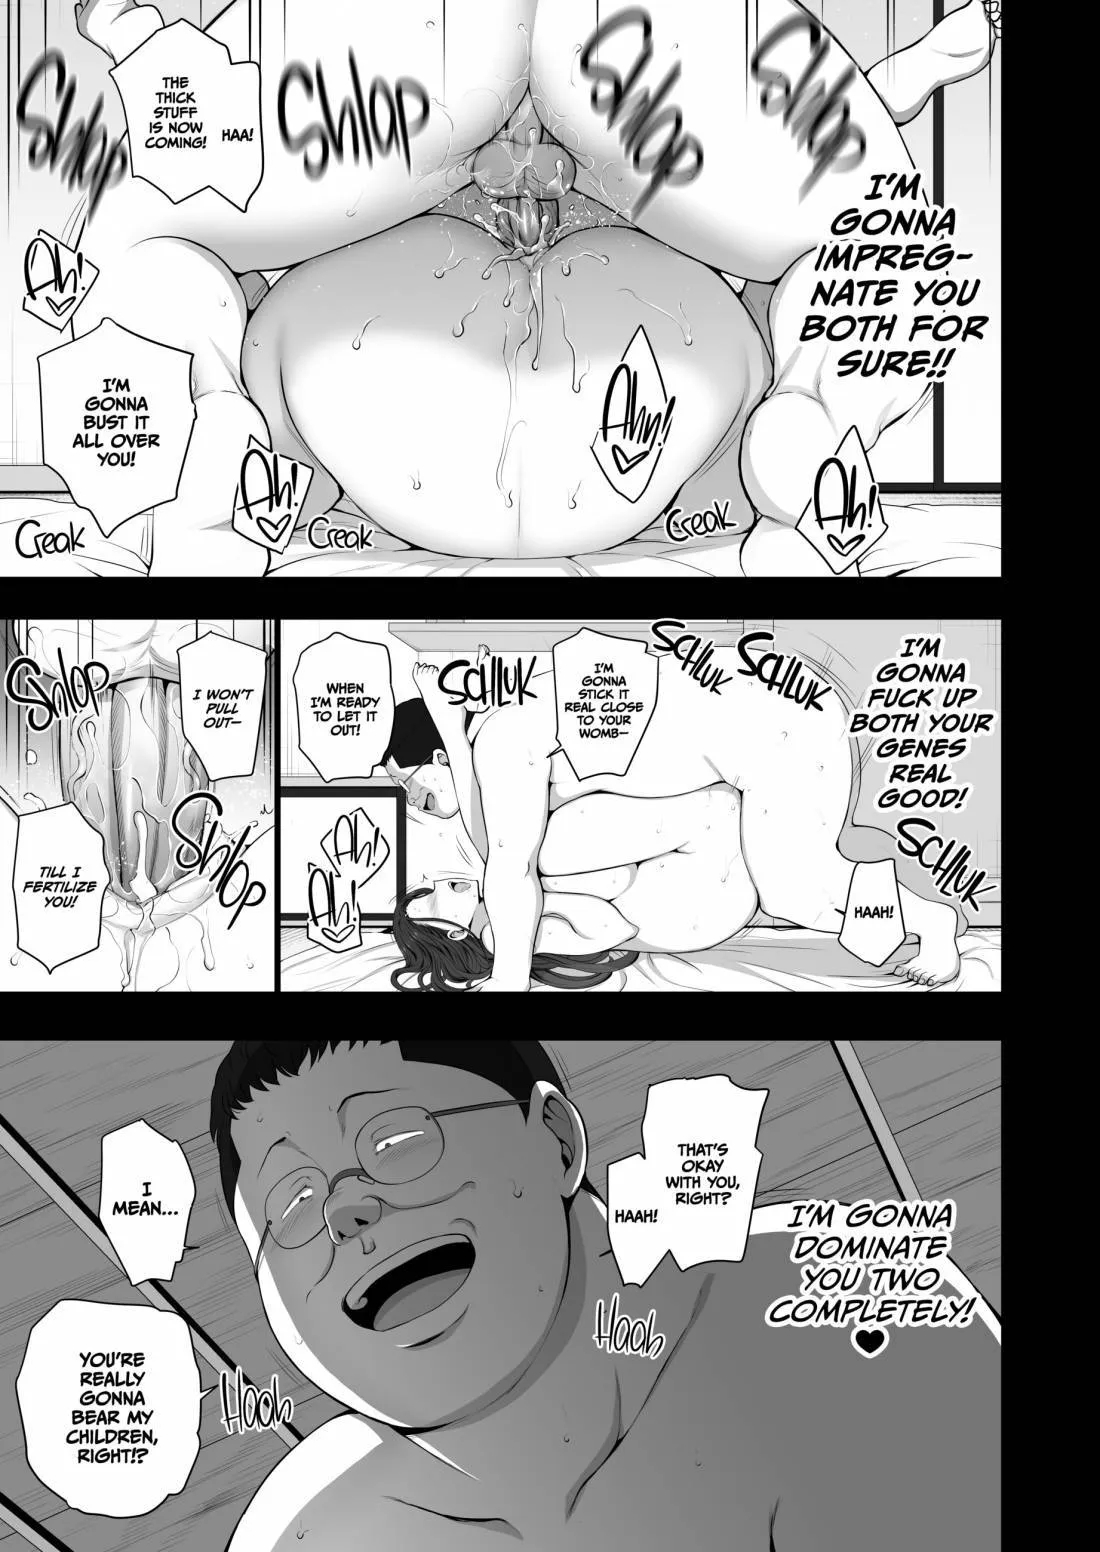 I'M
GONNA
IMPREG-
NATE YOU
BOTH FOR
SURE!!
THE
THICK
STUFF
IS NOW
COMING!
HAA!
I'M
GONNA
BUST IT
ALL OVER
YOU!
Shlop
Shlop
Shlop
Shlop
Shlop
Ah!
Ahn!
Ah!
Ah!
Creak
Creak
Creak
I'M
GONNA
FUCK UP
BOTH YOUR
GENES
REAL
GOOD!
I'M
GONNA
STICK IT
REAL CLOSE
TO YOUR
WOMB—
WHEN
I'M READY
TO LET IT
OUT!
HAAH!
SCHLUK
SCHLUK
SCHLUK
SCHLUK
Ah!
Ah!
I WON'T
PULL
OUT—
TILL I
FERTILIZE
YOU!
Shlop
Shlop
I'M GONNA
DOMINATE
YOU TWO
COMPLETELY!
THAT'S
OKAY
WITH YOU,
RIGHT?
HAAH!
I
MEAN...
YOU'RE
REALLY
GONNA
BEAR MY
CHILDREN,
RIGHT!?
Haah
Haah